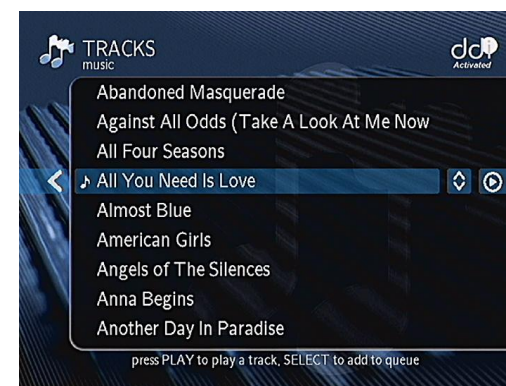 TRACKS
music
ddi
Activated
Abandoned Masquerade
Against All Odds (Take A Look At Me Now
All Four Seasons
All You Need Is Love
Almost Blue
American Girls
Angels of The Silences
Anna Begins
Another Day In Paradise
press PLAY to play a track, SELECT to add to queue